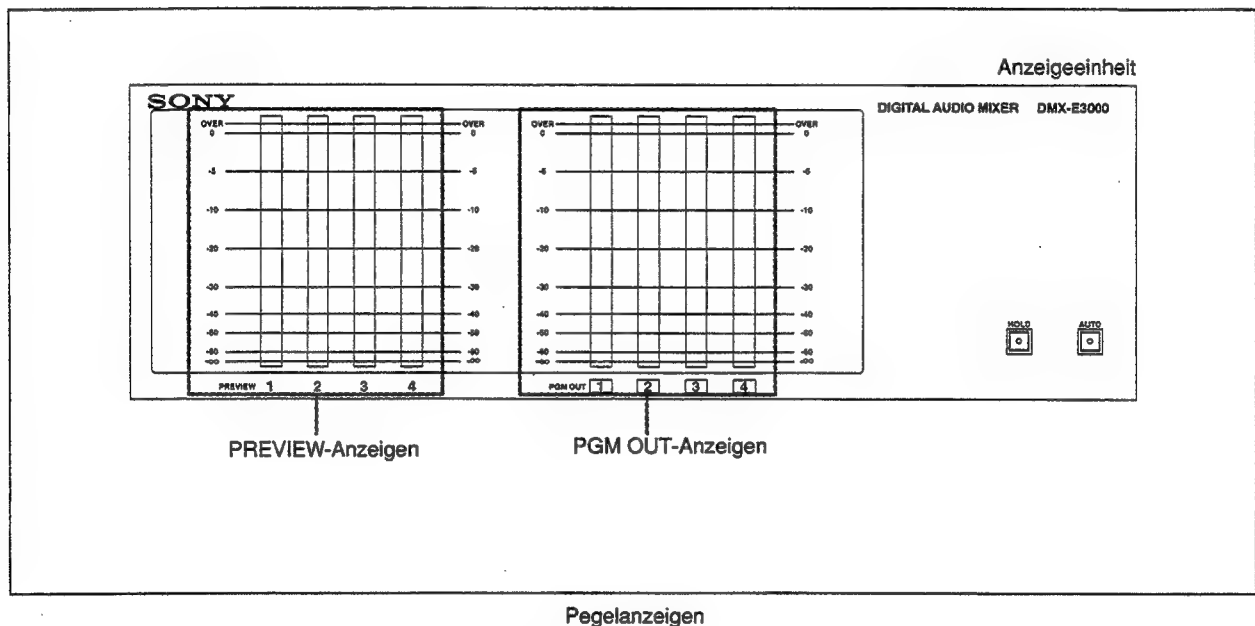 Anzeigeeinheit
SONY
DIGITAL AUDIO MIXER DMX-E3000
OVER OVER OVER OVER
0 0 0 0
-5 -5 -5 -5
-10 -10 -10 -10
-20 -20 -20 -20
-30 -30 -30 -30
-40 -40 -40 -40
-50 -50 -50 -50
-60 -60 -60 -60
-∞ -∞ -∞ -∞
HOLD AUTO
PREVIEW 1 2 3 4 PGM OUT 1 2 3 4
PREVIEW-Anzeigen PGM OUT-Anzeigen
Pegelanzeigen